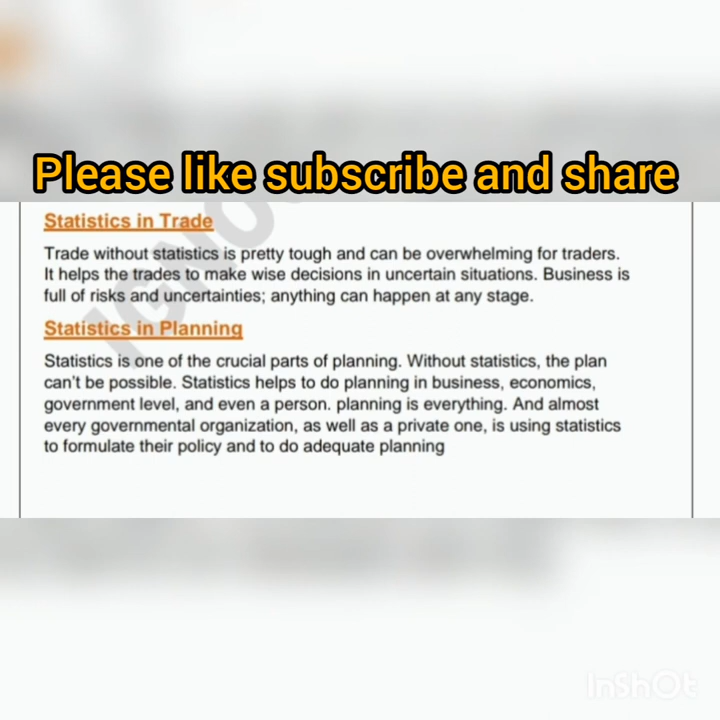 Please like subscribe and share
Statistics in Trade
Trade without statistics is pretty tough and can be overwhelming for traders.
It helps the trades to make wise decisions in uncertain situations. Business is
full of risks and uncertainties; anything can happen at any stage.
Statistics in Planning
Statistics is one of the crucial parts of planning. Without statistics, the plan
can't be possible. Statistics helps to do planning in business, economics,
government level, and even a person. planning is everything. And almost
every governmental organization, as well as a private one, is using statistics
to formulate their policy and to do adequate planning
InShOt